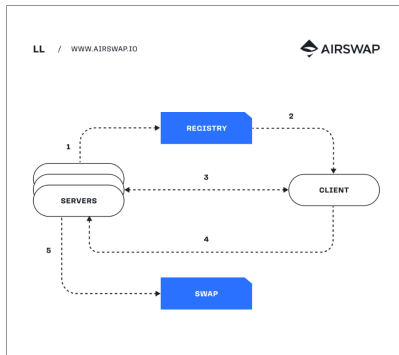 LL / WWW.AIRSWAP.IO
AIRSWAP
REGISTRY
2
1
3
SERVERS
CLIENT
4
5
SWAP